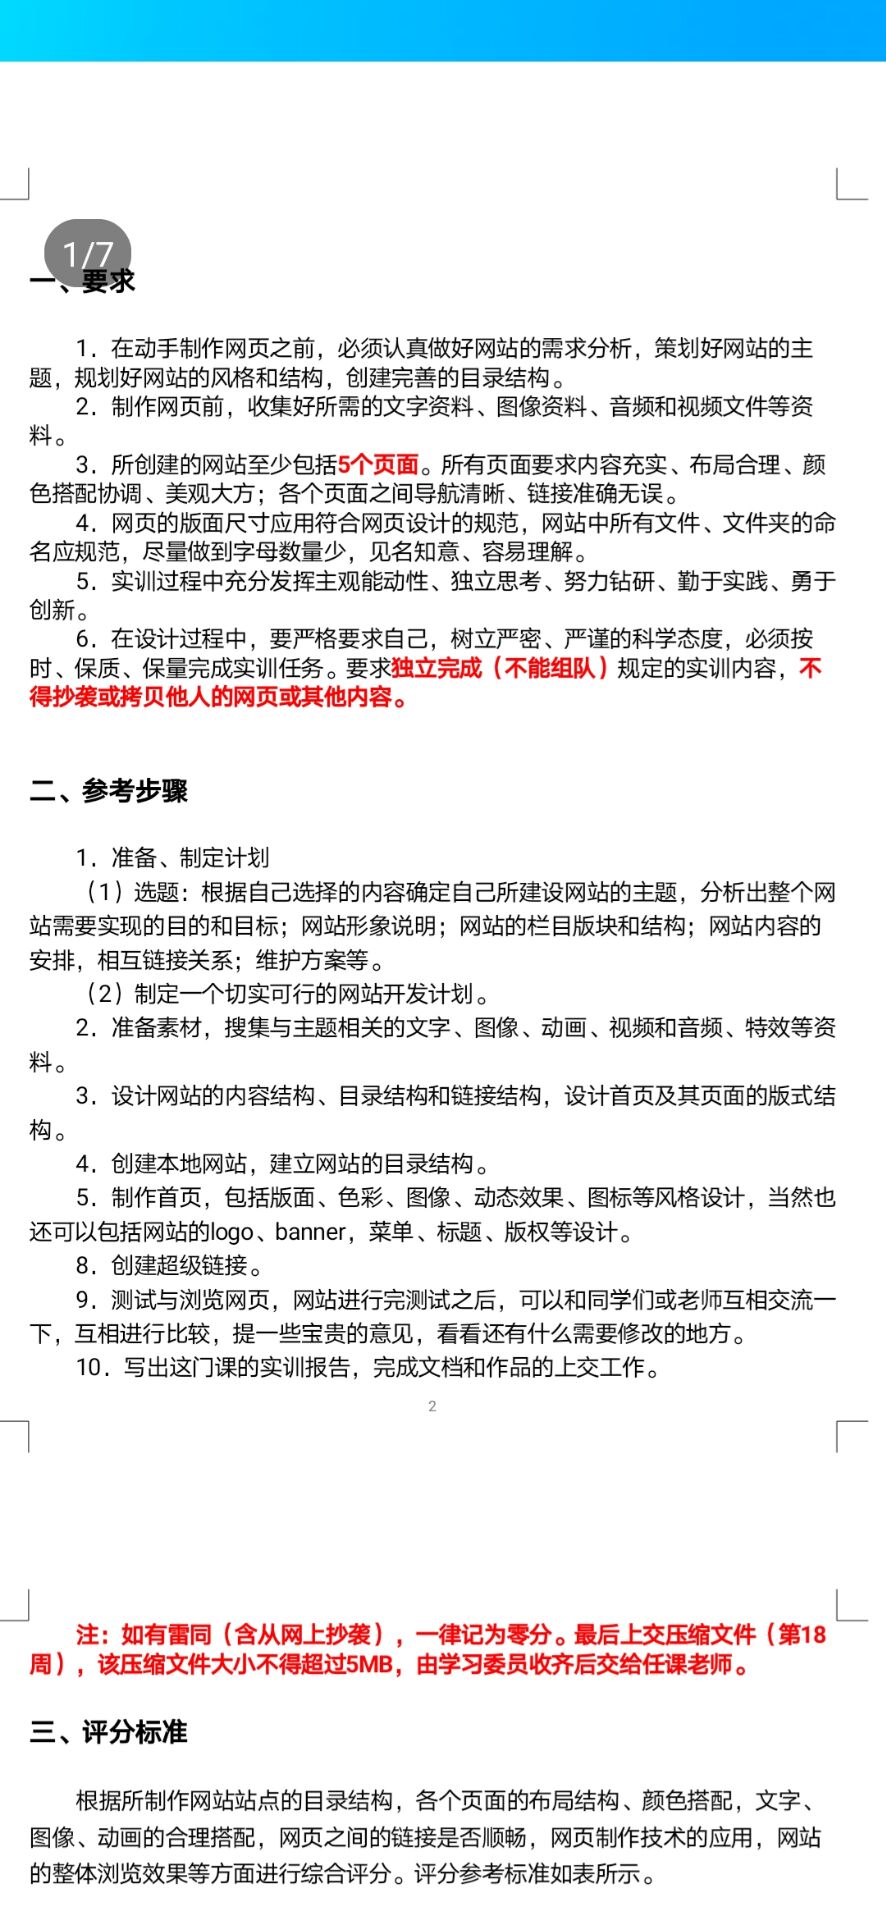 1/7
一、要求
1. 在动手制作网页之前，必须认真做好网站的需求分析，策划好网站的主
题，规划好网站的风格和结构，创建完善的目录结构。
2. 制作网页前，收集好所需的文字资料、图像资料、音频和视频文件等资
料。
3. 所创建的网站至少包括5个页面。所有页面要求内容充实、布局合理、颜
色搭配协调、美观大方；各个页面之间导航清晰、链接准确无误。
4. 网页的版面尺寸应用符合网页设计的规范，网站中所有文件、文件夹的命
名应规范，尽量做到字母数量少，见名知意、容易理解。
5. 实训过程中充分发挥主观能动性、独立思考、努力钻研、勤于实践、勇于
创新。
6. 在设计过程中，要严格要求自己，树立严密、严谨的科学态度，必须按
时、保质、保量完成实训任务。要求独立完成（不能组队）规定的实训内容，不
得抄袭或拷贝他人的网页或其他内容。
二、参考步骤
1. 准备、制定计划
（1）选题：根据自己选择的内容确定自己所建设网站的主题，分析出整个网
站需要实现的目的和目标；网站形象说明；网站的栏目版块和结构；网站内容的
安排，相互链接关系；维护方案等。
（2）制定一个切实可行的网站开发计划。
2. 准备素材，搜集与主题相关的文字、图像、动画、视频和音频、特效等资
料。
3. 设计网站的内容结构、目录结构和链接结构，设计首页及其页面的版式结
构。
4. 创建本地网站，建立网站的目录结构。
5. 制作首页，包括版面、色彩、图像、动态效果、图标等风格设计，当然也
还可以包括网站的logo、banner，菜单、标题、版权等设计。
8. 创建超级链接。
9. 测试与浏览网页，网站进行完测试之后，可以和同学们或老师互相交流一
下，互相进行比较，提一些宝贵的意见，看看还有什么需要修改的地方。
10. 写出这门课的实训报告，完成文档和作品的上交工作。
2
注：如有雷同（含从网上抄袭），一律记为零分。最后上交压缩文件（第18
周），该压缩文件大小不得超过5MB，由学习委员收齐后交给任课老师。
三、评分标准
根据所制作网站站点的目录结构，各个页面的布局结构、颜色搭配，文字、
图像、动画的合理搭配，网页之间的链接是否顺畅，网页制作技术的应用，网站
的整体浏览效果等方面进行综合评分。评分参考标准如表所示。